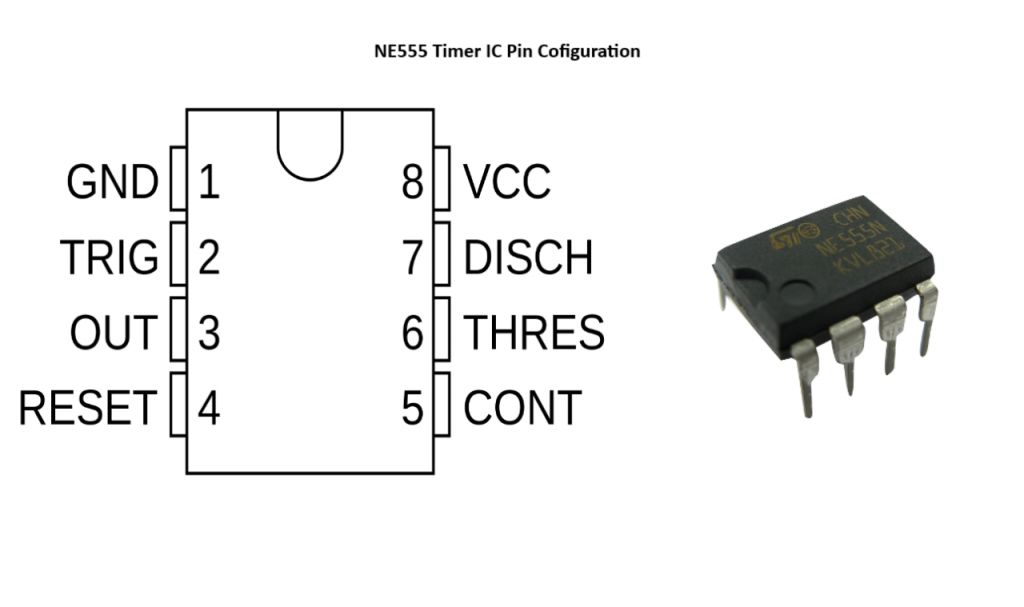 NE555 Timer IC Pin Cofiguration
GND 1 8 VCC
TRIG 2 7 DISCH
OUT 3 6 THRES
RESET 4 5 CONT
CHN
NE555N
KVL821